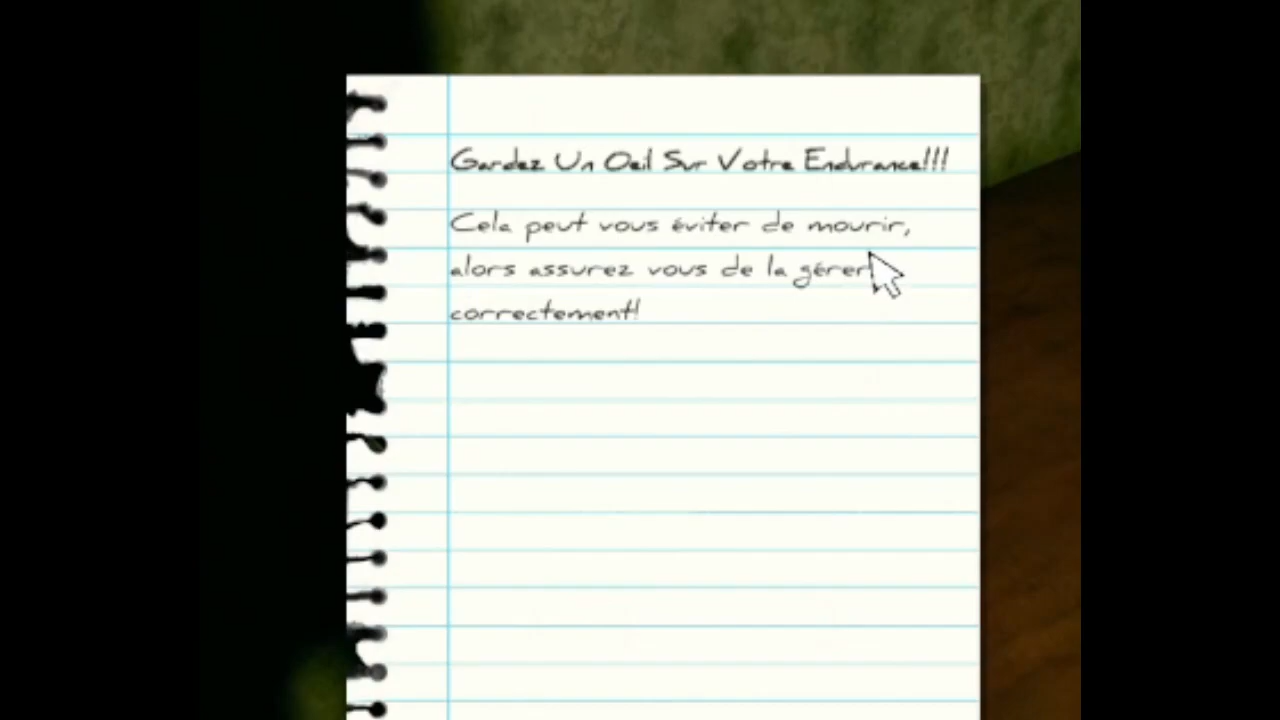 Gardez Un Oeil Sur Votre Endurance!!!
Cela peut vous éviter de mourir,
alors assurez vous de la gérer
correctement!